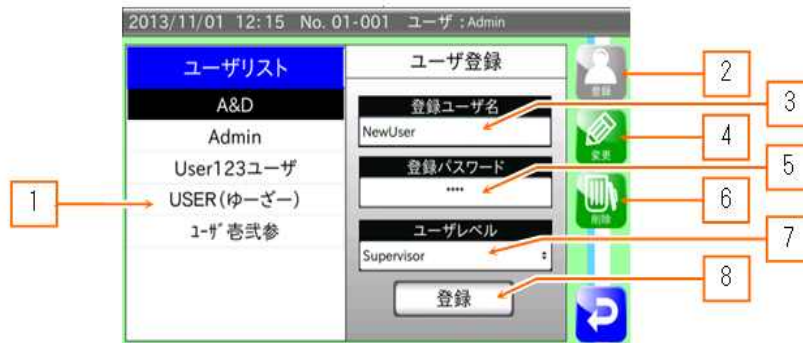 2013/11/01 12:15 No. 01-001 ユーザ :Admin
ユーザリスト
A&D
Admin
User123ユーザ
USER(ゆーざー)
ﾕｰｻﾞ壱弐参
ユーザ登録
登録ユーザ名
NewUser
登録パスワード
****
ユーザレベル
Supervisor
登録
登録
変更
削除
1
2
3
4
5
6
7
8